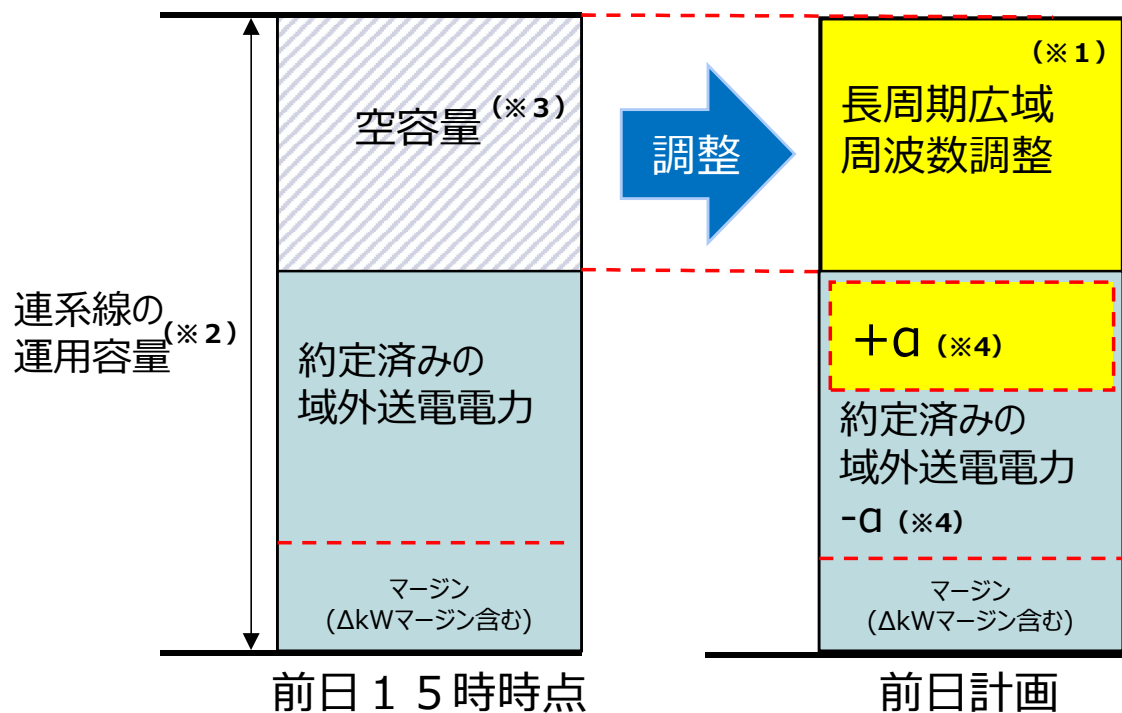 連系線の
運用容量(※２)
空容量(※３)
約定済みの
域外送電電力
マージン
(ΔkWマージン含む)
前日１５時時点
調整
(※１)
長周期広域
周波数調整
+α (※4)
約定済みの
域外送電電力
-α (※4)
マージン
(ΔkWマージン含む)
前日計画